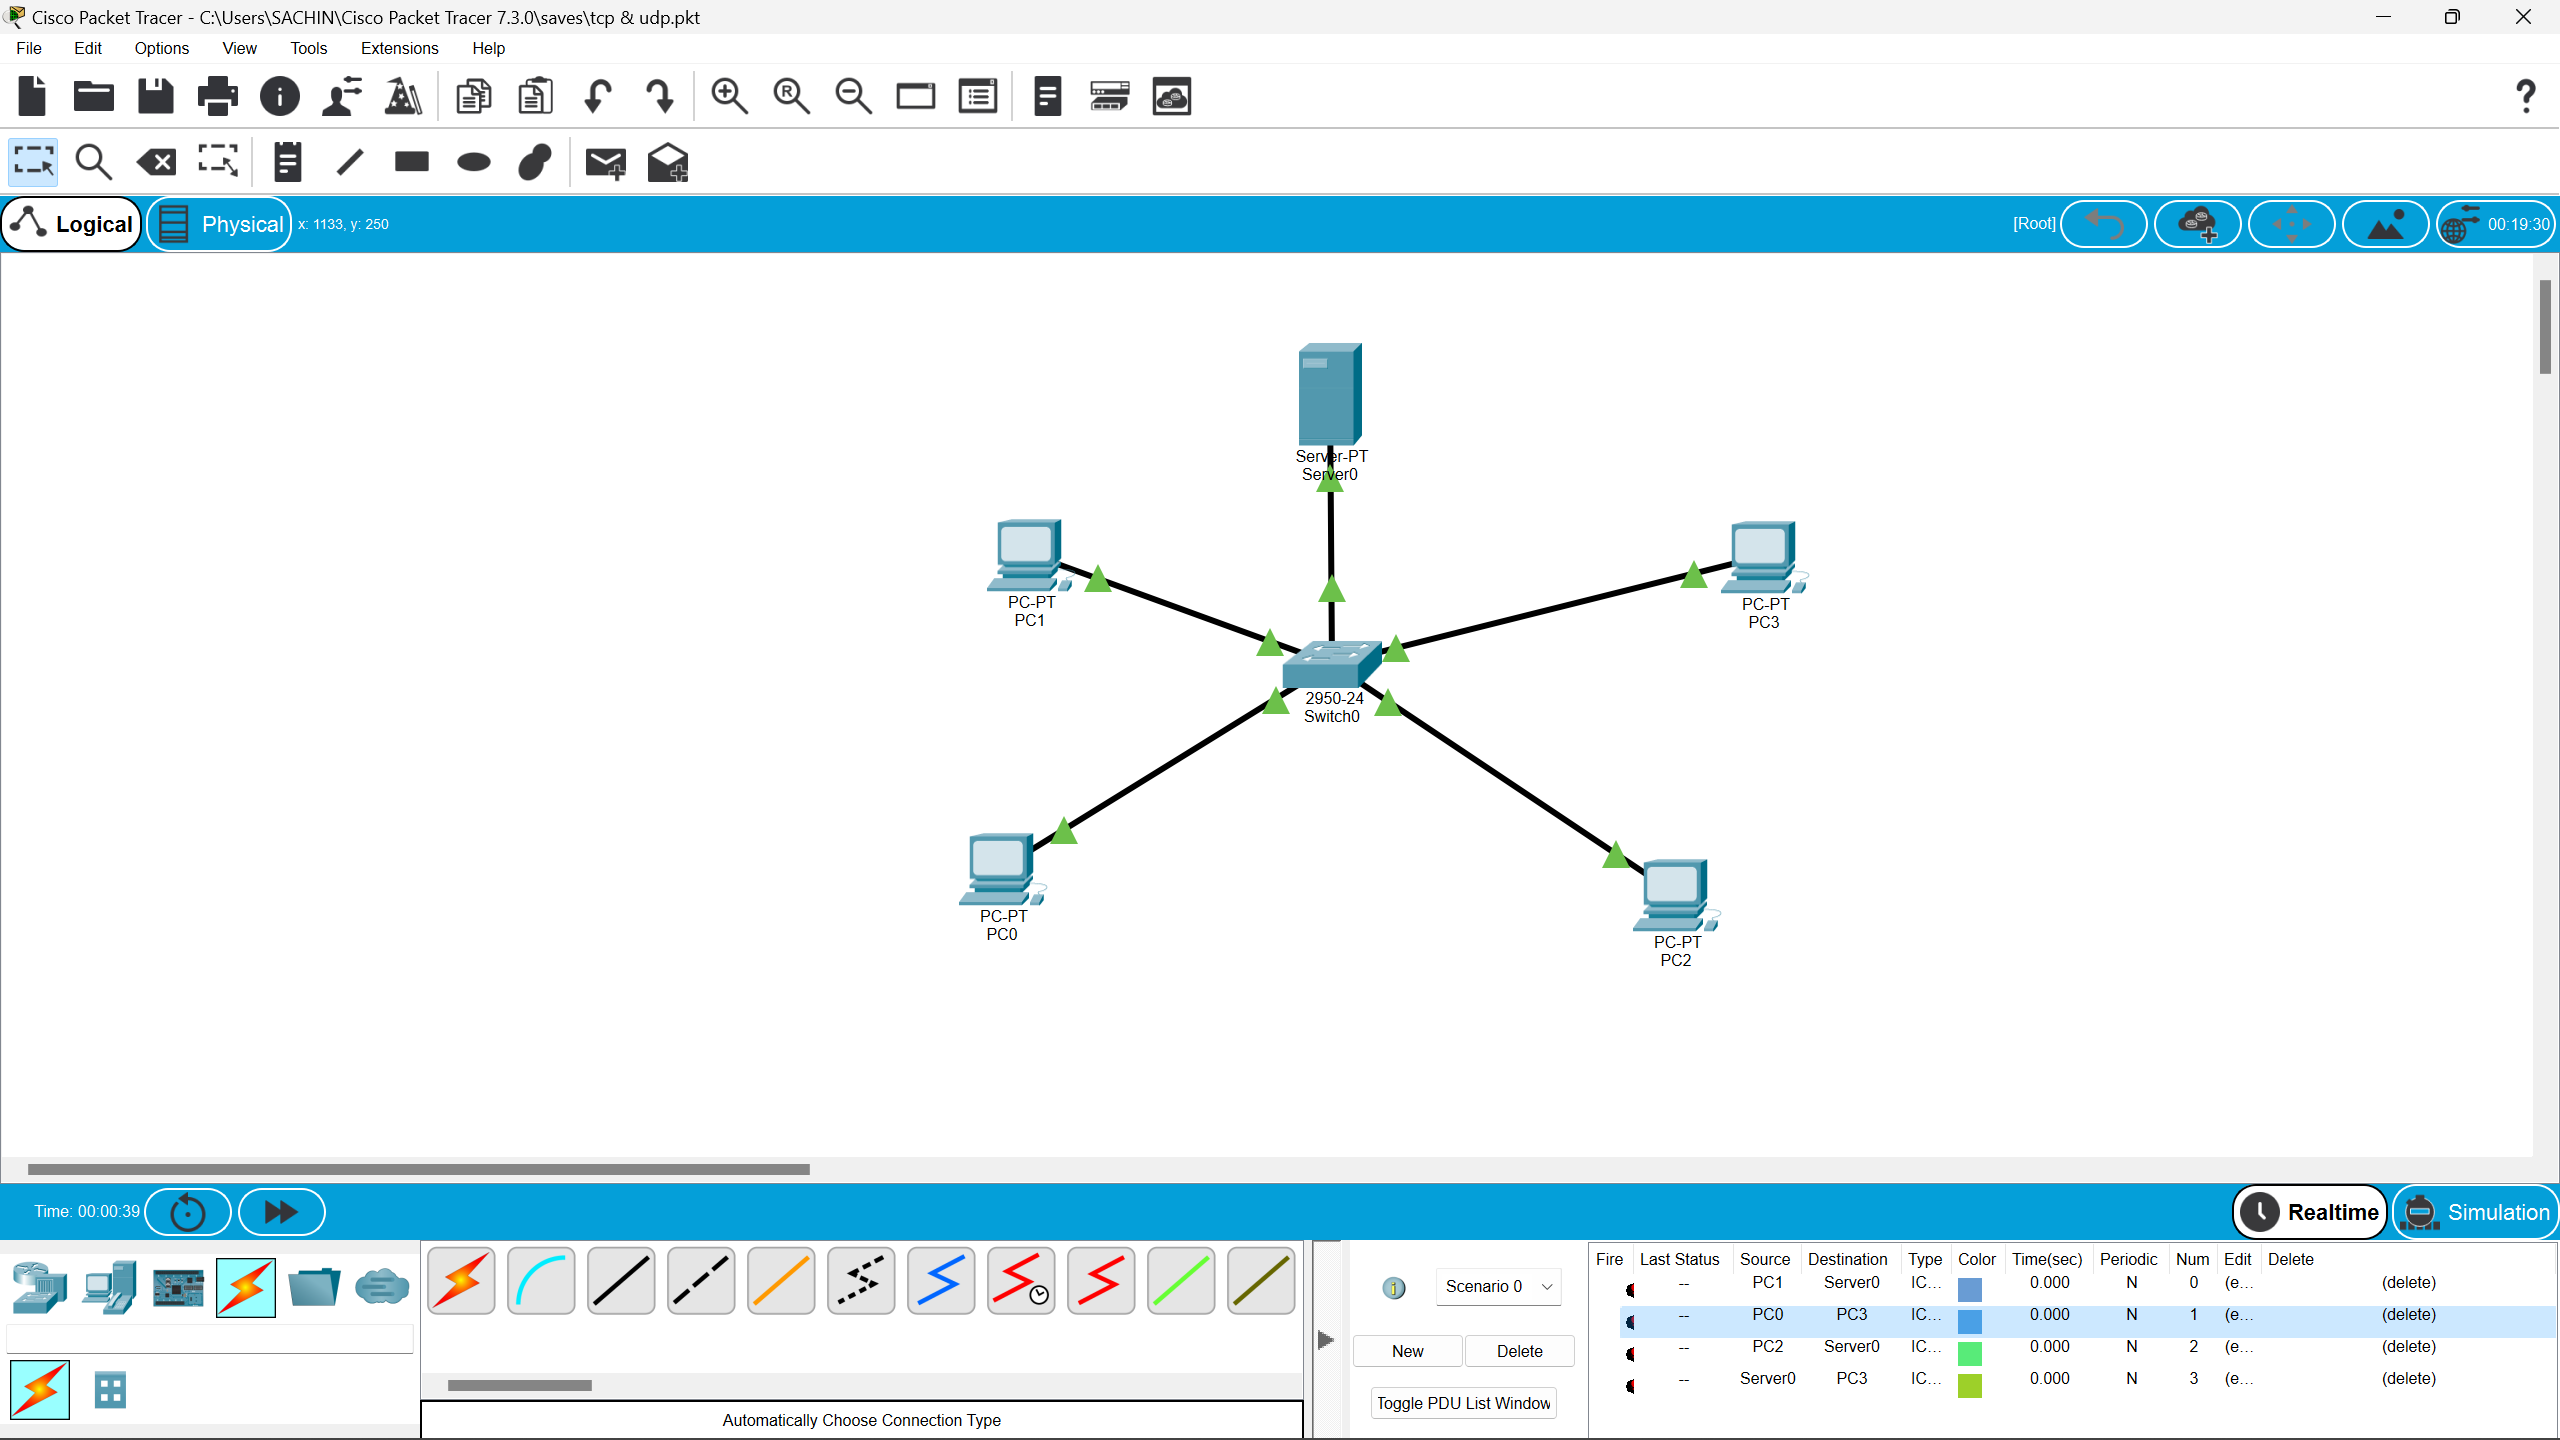 Cisco Packet Tracer - C:\Users\SACHIN\Cisco Packet Tracer 7.3.0\saves\tcp & udp.pkt
File Edit Options View Tools Extensions Help
Logical Physical x: 1133, y: 250 [Root] 00:19:30
Server-PT
Server0
PC-PT
PC1
PC-PT
PC3
2950-24
Switch0
PC-PT
PC0
PC-PT
PC2
Time: 00:00:39 Realtime Simulation
Scenario 0
New Delete
Toggle PDU List Window
Automatically Choose Connection Type
Fire Last Status Source Destination Type Color Time(sec) Periodic Num Edit Delete
-- PC1 Server0 IC... 0.000 N 0 (e... (delete)
-- PC0 PC3 IC... 0.000 N 1 (e... (delete)
-- PC2 Server0 IC... 0.000 N 2 (e... (delete)
-- Server0 PC3 IC... 0.000 N 3 (e... (delete)